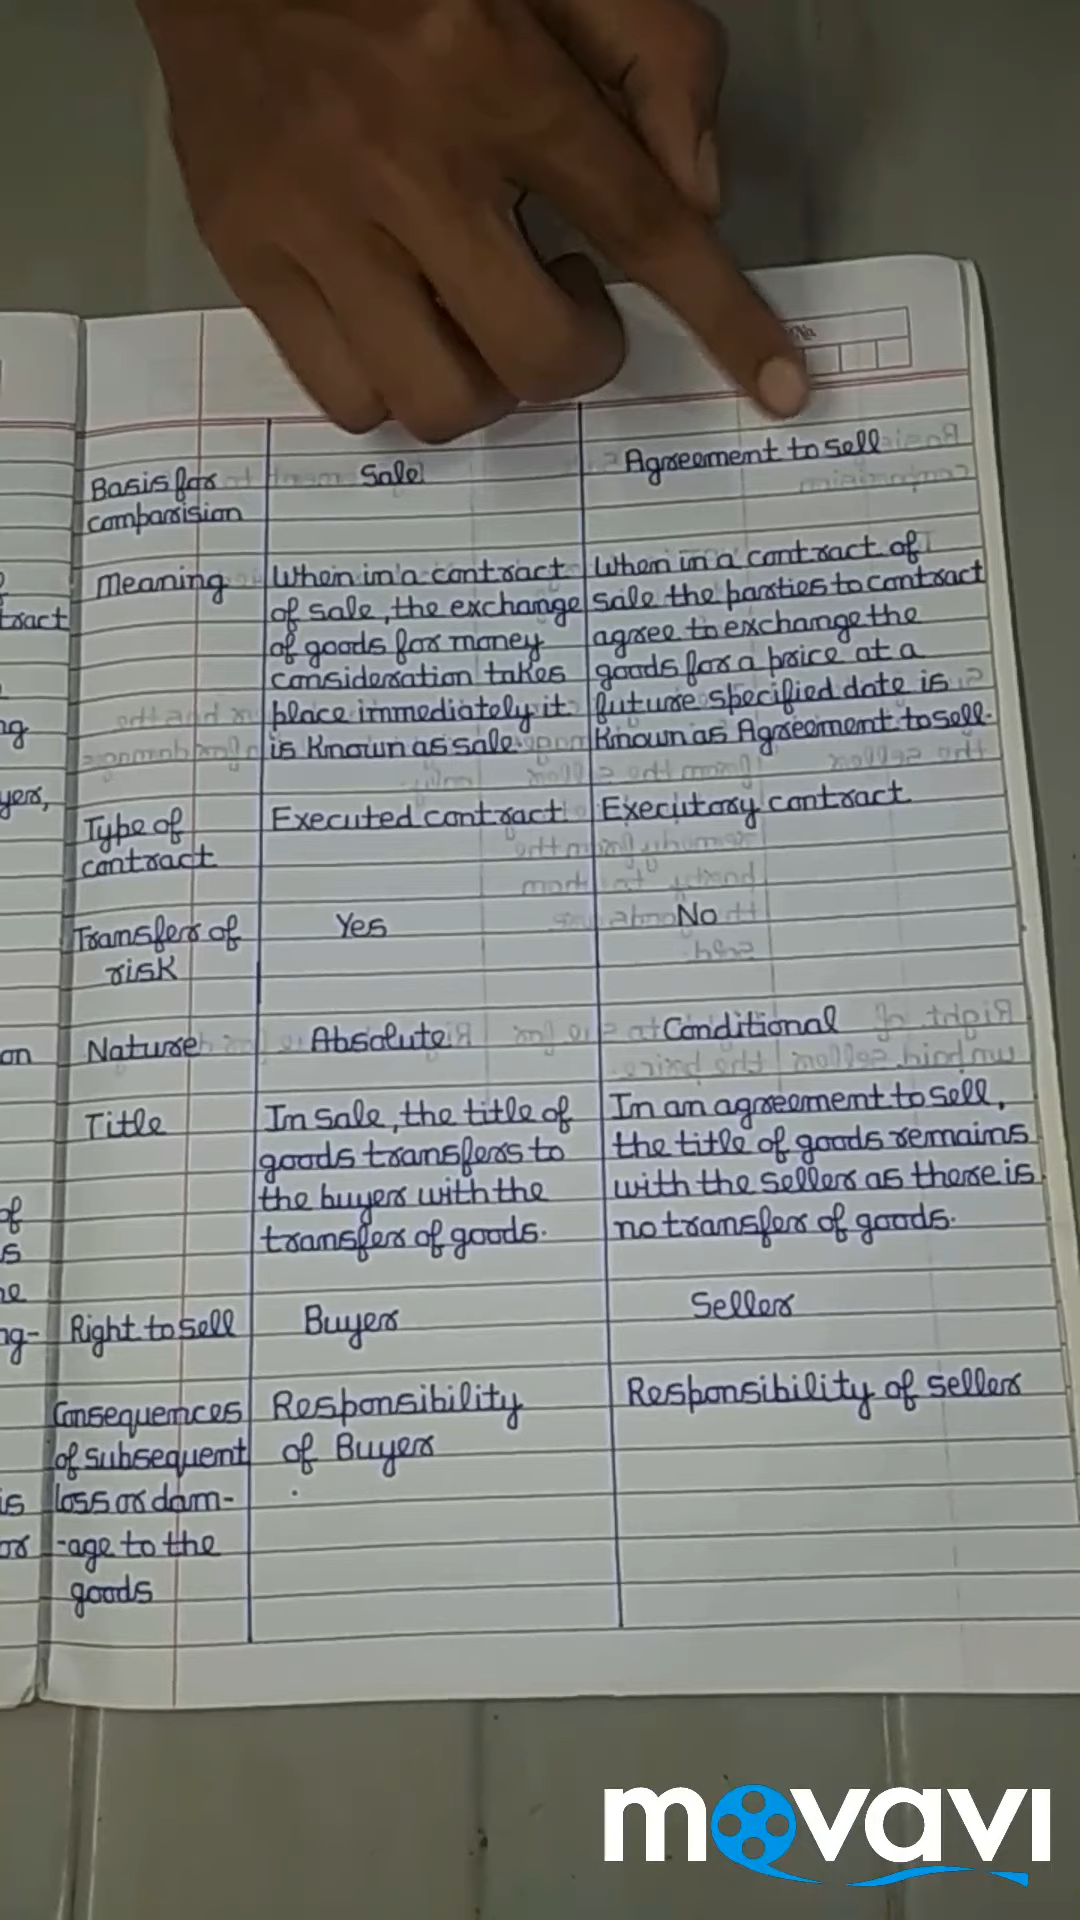 Basis for
comparision
Sale
Agreement to sell
Meaning
When in a contract
of sale, the exchange
of goods for money
consideration takes
place immediately it
is Known as sale.
When in a contract of
sale the parties to contract
agree to exchange the
goods for a price at a
future specified date is
Known as Agreement to sell.
Type of
contract
Executed contract
Executory contract
Transfer of
risk
Yes
No
Nature
Absolute
Conditional
Title
In sale, the title of
goods transfers to
the buyer with the
transfer of goods.
In an agreement to sell,
the title of goods remains
with the seller as there is
no transfer of goods.
Right to sell
Buyer
Seller
Consequences
of subsequent
loss or dam-
-age to the
goods
Responsibility
of Buyer
Responsibility of seller
movavi